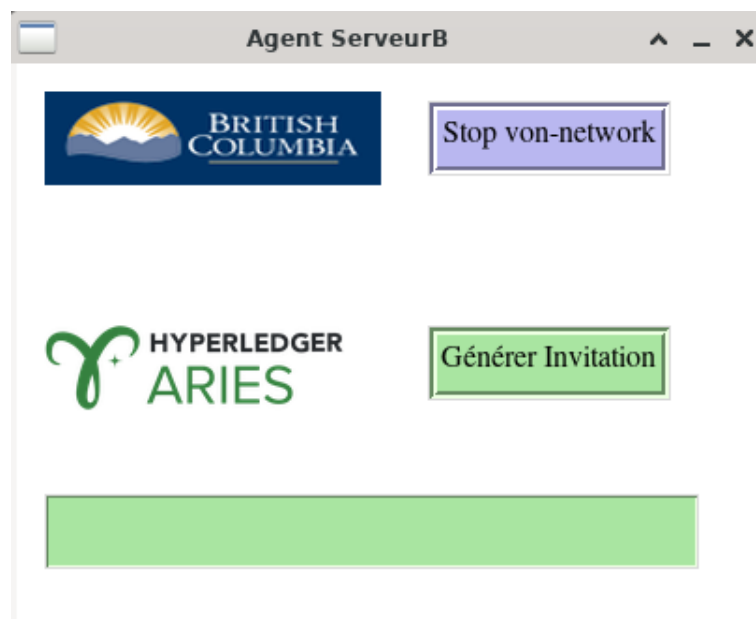 Agent ServeurB
BRITISH
COLUMBIA
Stop von-network
HYPERLEDGER
ARIES
Générer Invitation